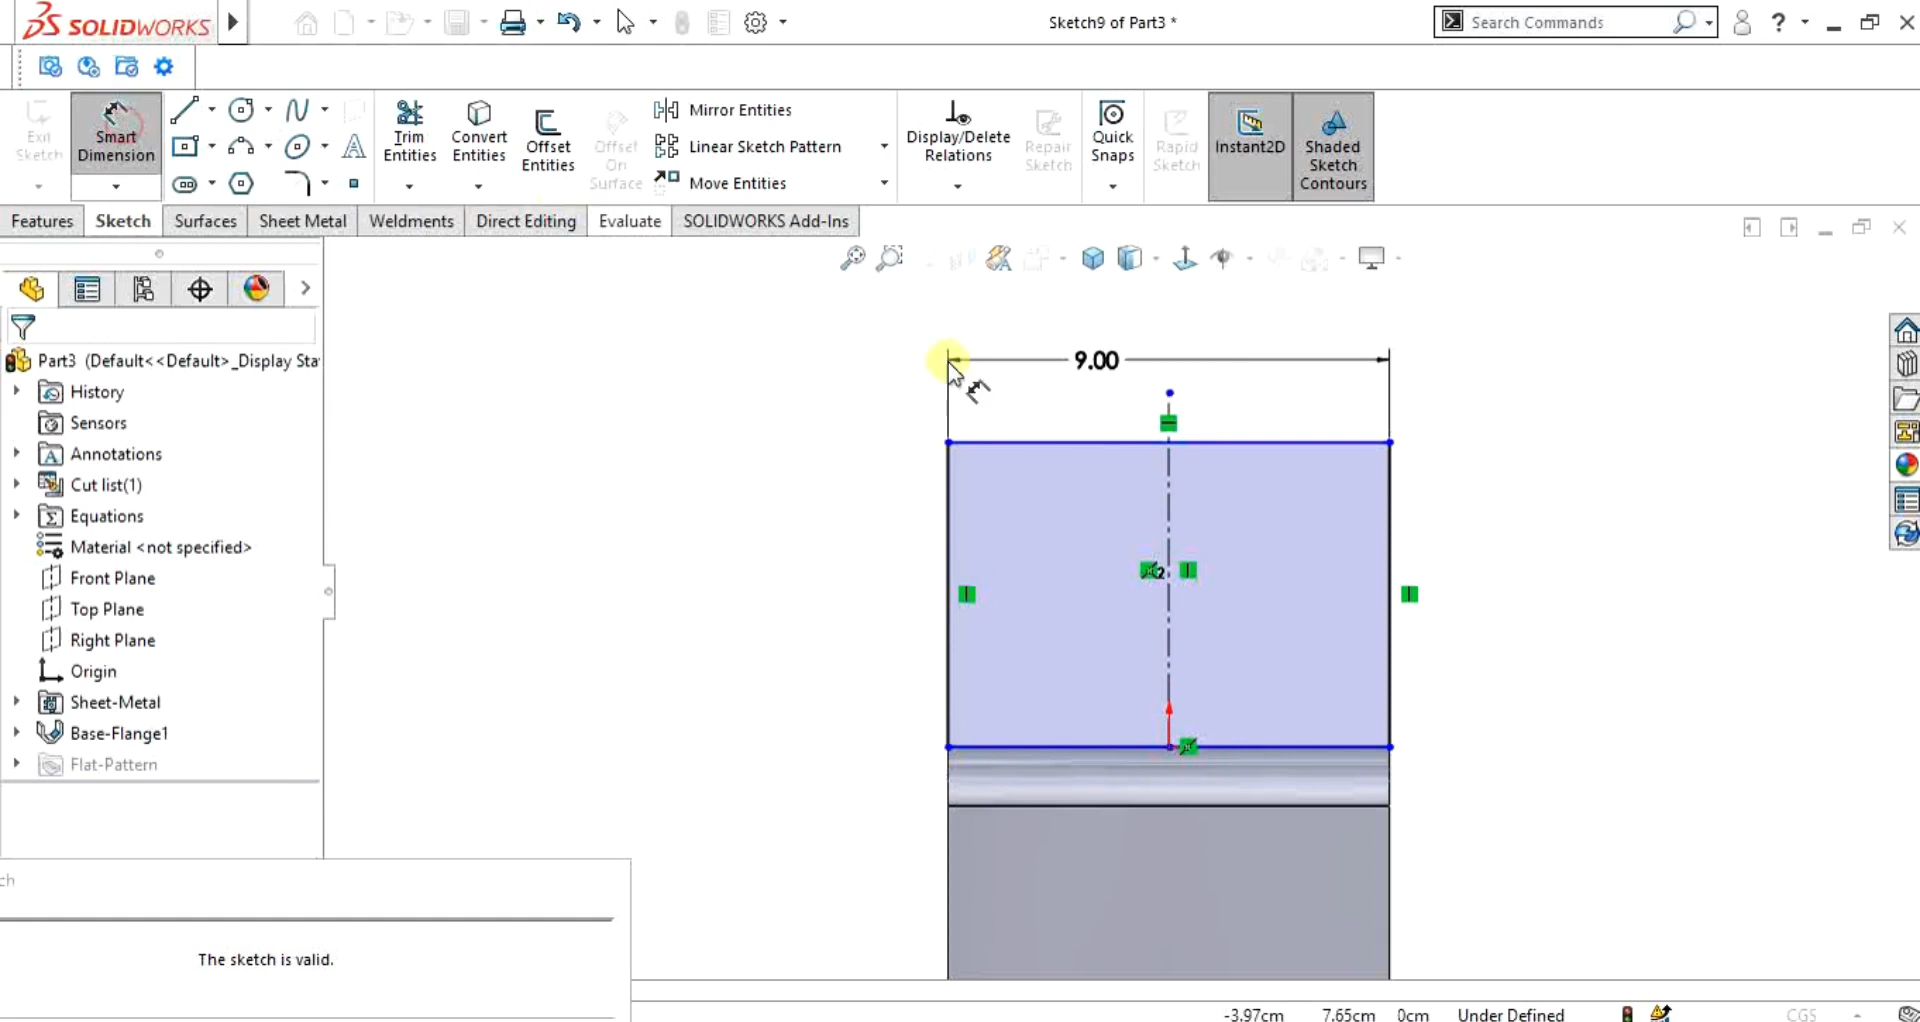 SOLIDWORKS
Sketch9 of Part3 *
Search Commands
?
Exit Sketch
Smart Dimension
Trim Entities
Convert Entities
Offset Entities
Offset On Surface
Mirror Entities
Linear Sketch Pattern
Move Entities
Display/Delete Relations
Repair Sketch
Quick Snaps
Rapid Sketch
Instant2D
Shaded Sketch Contours
Features
Sketch
Surfaces
Sheet Metal
Weldments
Direct Editing
Evaluate
SOLIDWORKS Add-Ins
Part3 (Default<<Default>_Display Sta
History
Sensors
Annotations
Cut list(1)
Equations
Material <not specified>
Front Plane
Top Plane
Right Plane
Origin
Sheet-Metal
Base-Flange1
Flat-Pattern
9.00
2
ch
The sketch is valid.
-3.97cm 7.65cm 0cm Under Defined CGS